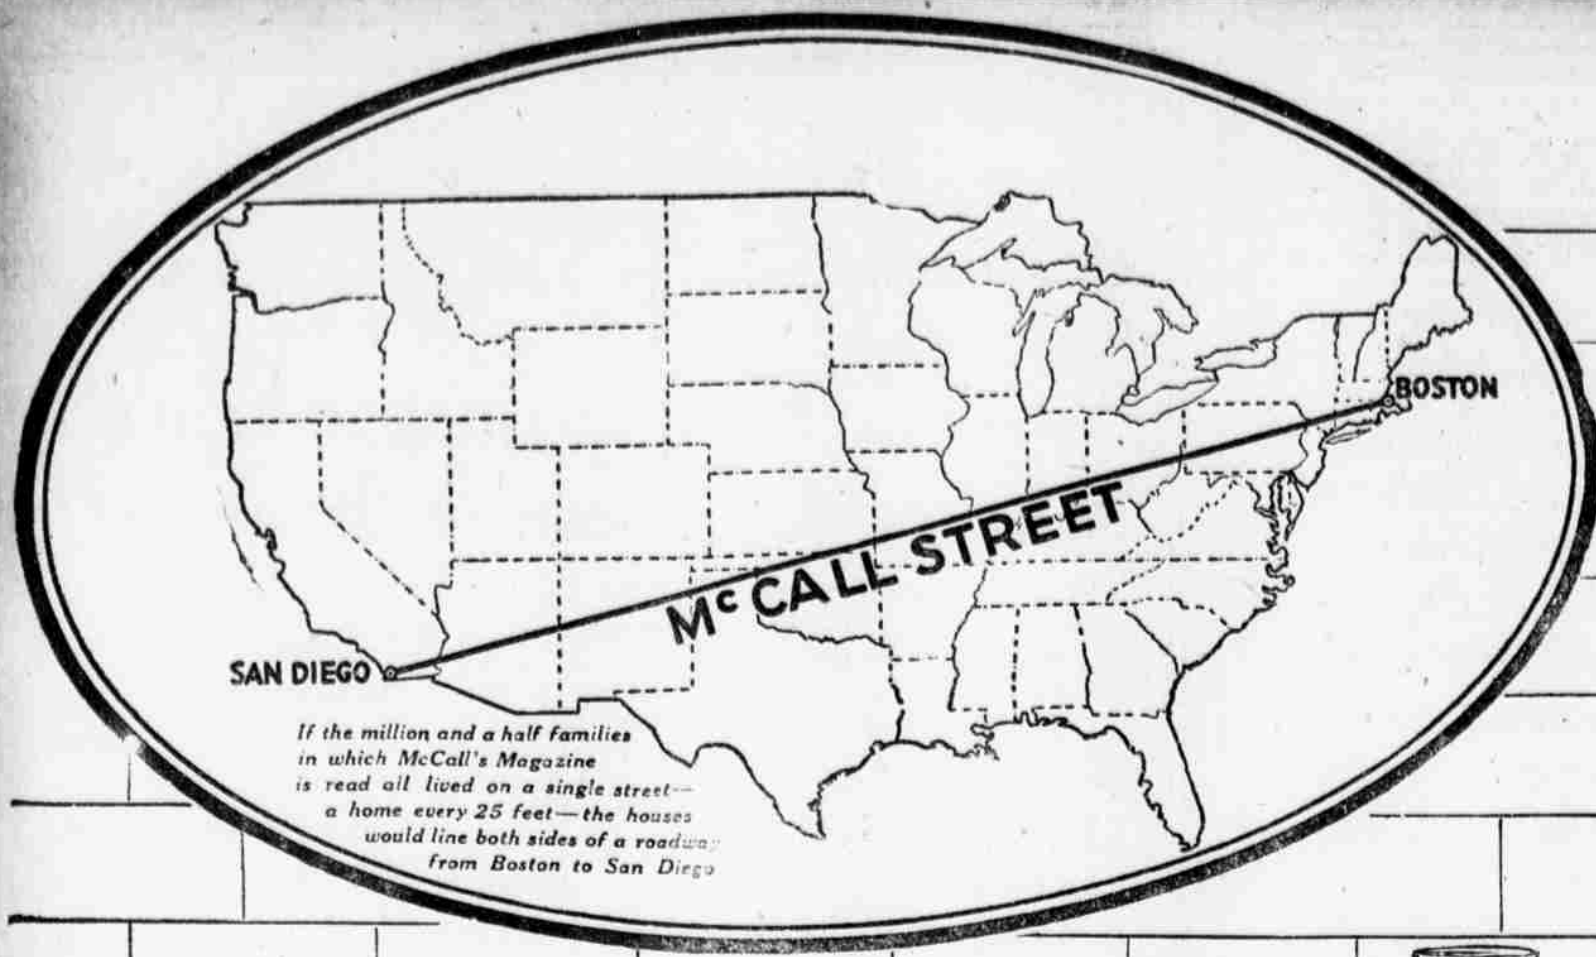 BOSTON
McCALL STREET
SAN DIEGO
If the million and a half families
in which McCall's Magazine
is read all lived on a single street—
a home every 25 feet—the houses
would line both sides of a roadway
from Boston to San Diego